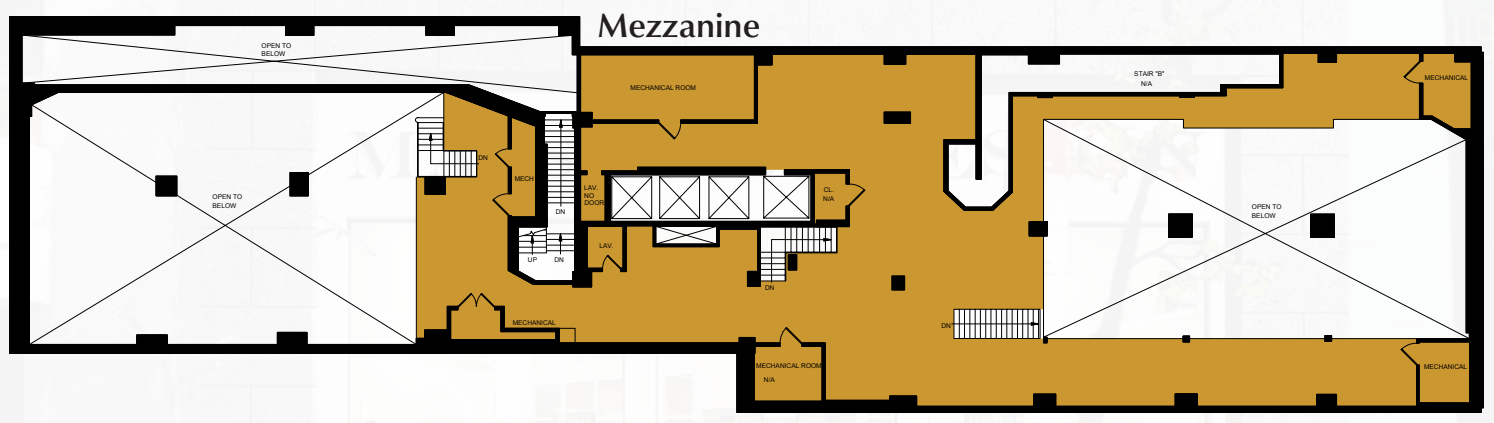 Mezzanine
OPEN TO
BELOW
STAIR "B"
N/A
MECHANICAL
MECHANICAL ROOM
DN
MECH
LAV.
NO
DOOR
CL.
N/A
OPEN TO
BELOW
DN
OPEN TO
BELOW
UP
DN
LAV.
DN
MECHANICAL
DN
MECHANICAL ROOM
N/A
MECHANICAL